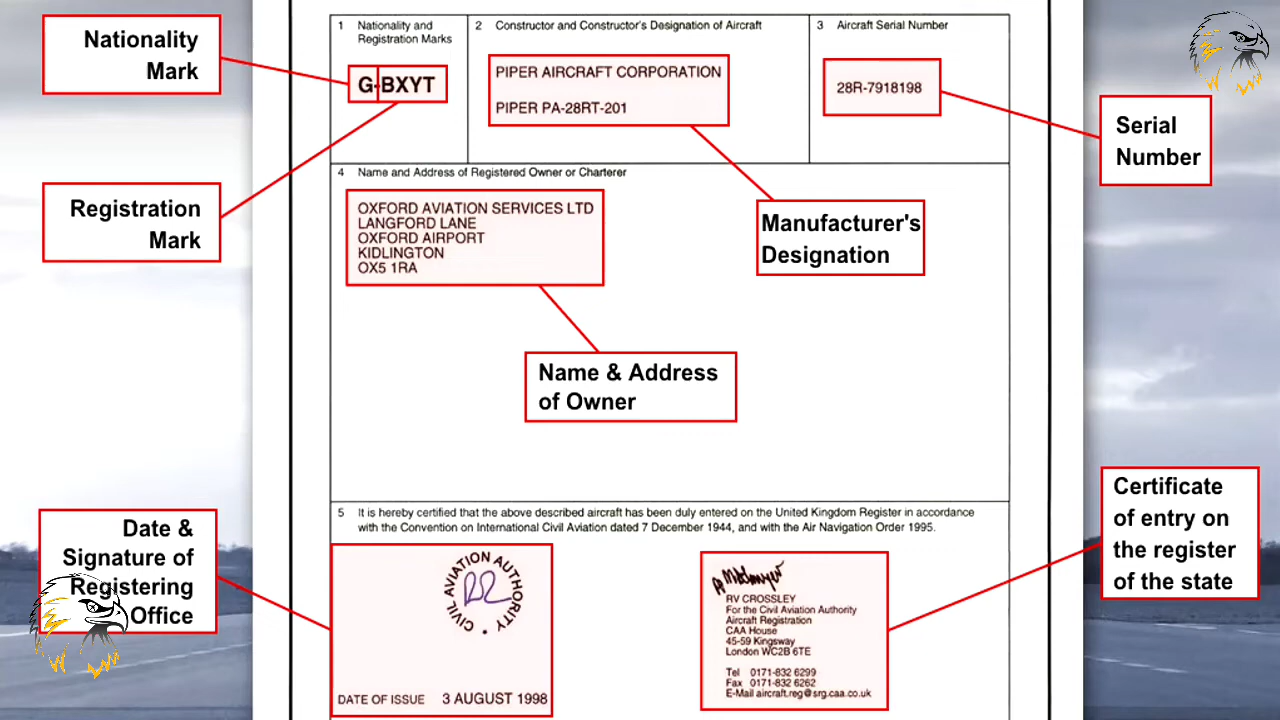 Nationality
Mark
Registration
Mark
1 Nationality and
Registration Marks
G-BXYT
2 Constructor and Constructor's Designation of Aircraft
PIPER AIRCRAFT CORPORATION
PIPER PA-28RT-201
3 Aircraft Serial Number
28R-7918198
Serial
Number
Manufacturer's
Designation
4 Name and Address of Registered Owner or Charterer
OXFORD AVIATION SERVICES LTD
LANGFORD LANE
OXFORD AIRPORT
KIDLINGTON
OX5 1RA
Name & Address
of Owner
5 It is hereby certified that the above described aircraft has been duly entered on the United Kingdom Register in accordance
with the Convention on International Civil Aviation dated 7 December 1944, and with the Air Navigation Order 1995.
Date &
Signature of
Registering
Office
CIVIL AVIATION AUTHORITY
DATE OF ISSUE 3 AUGUST 1998
RV CROSSLEY
For the Civil Aviation Authority
Aircraft Registration
CAA House
45-59 Kingsway
London WC2B 6TE
Tel 0171-832 6299
Fax 0171-832 6262
E-Mail aircraft.reg@srg.caa.co.uk
Certificate
of entry on
the register
of the state